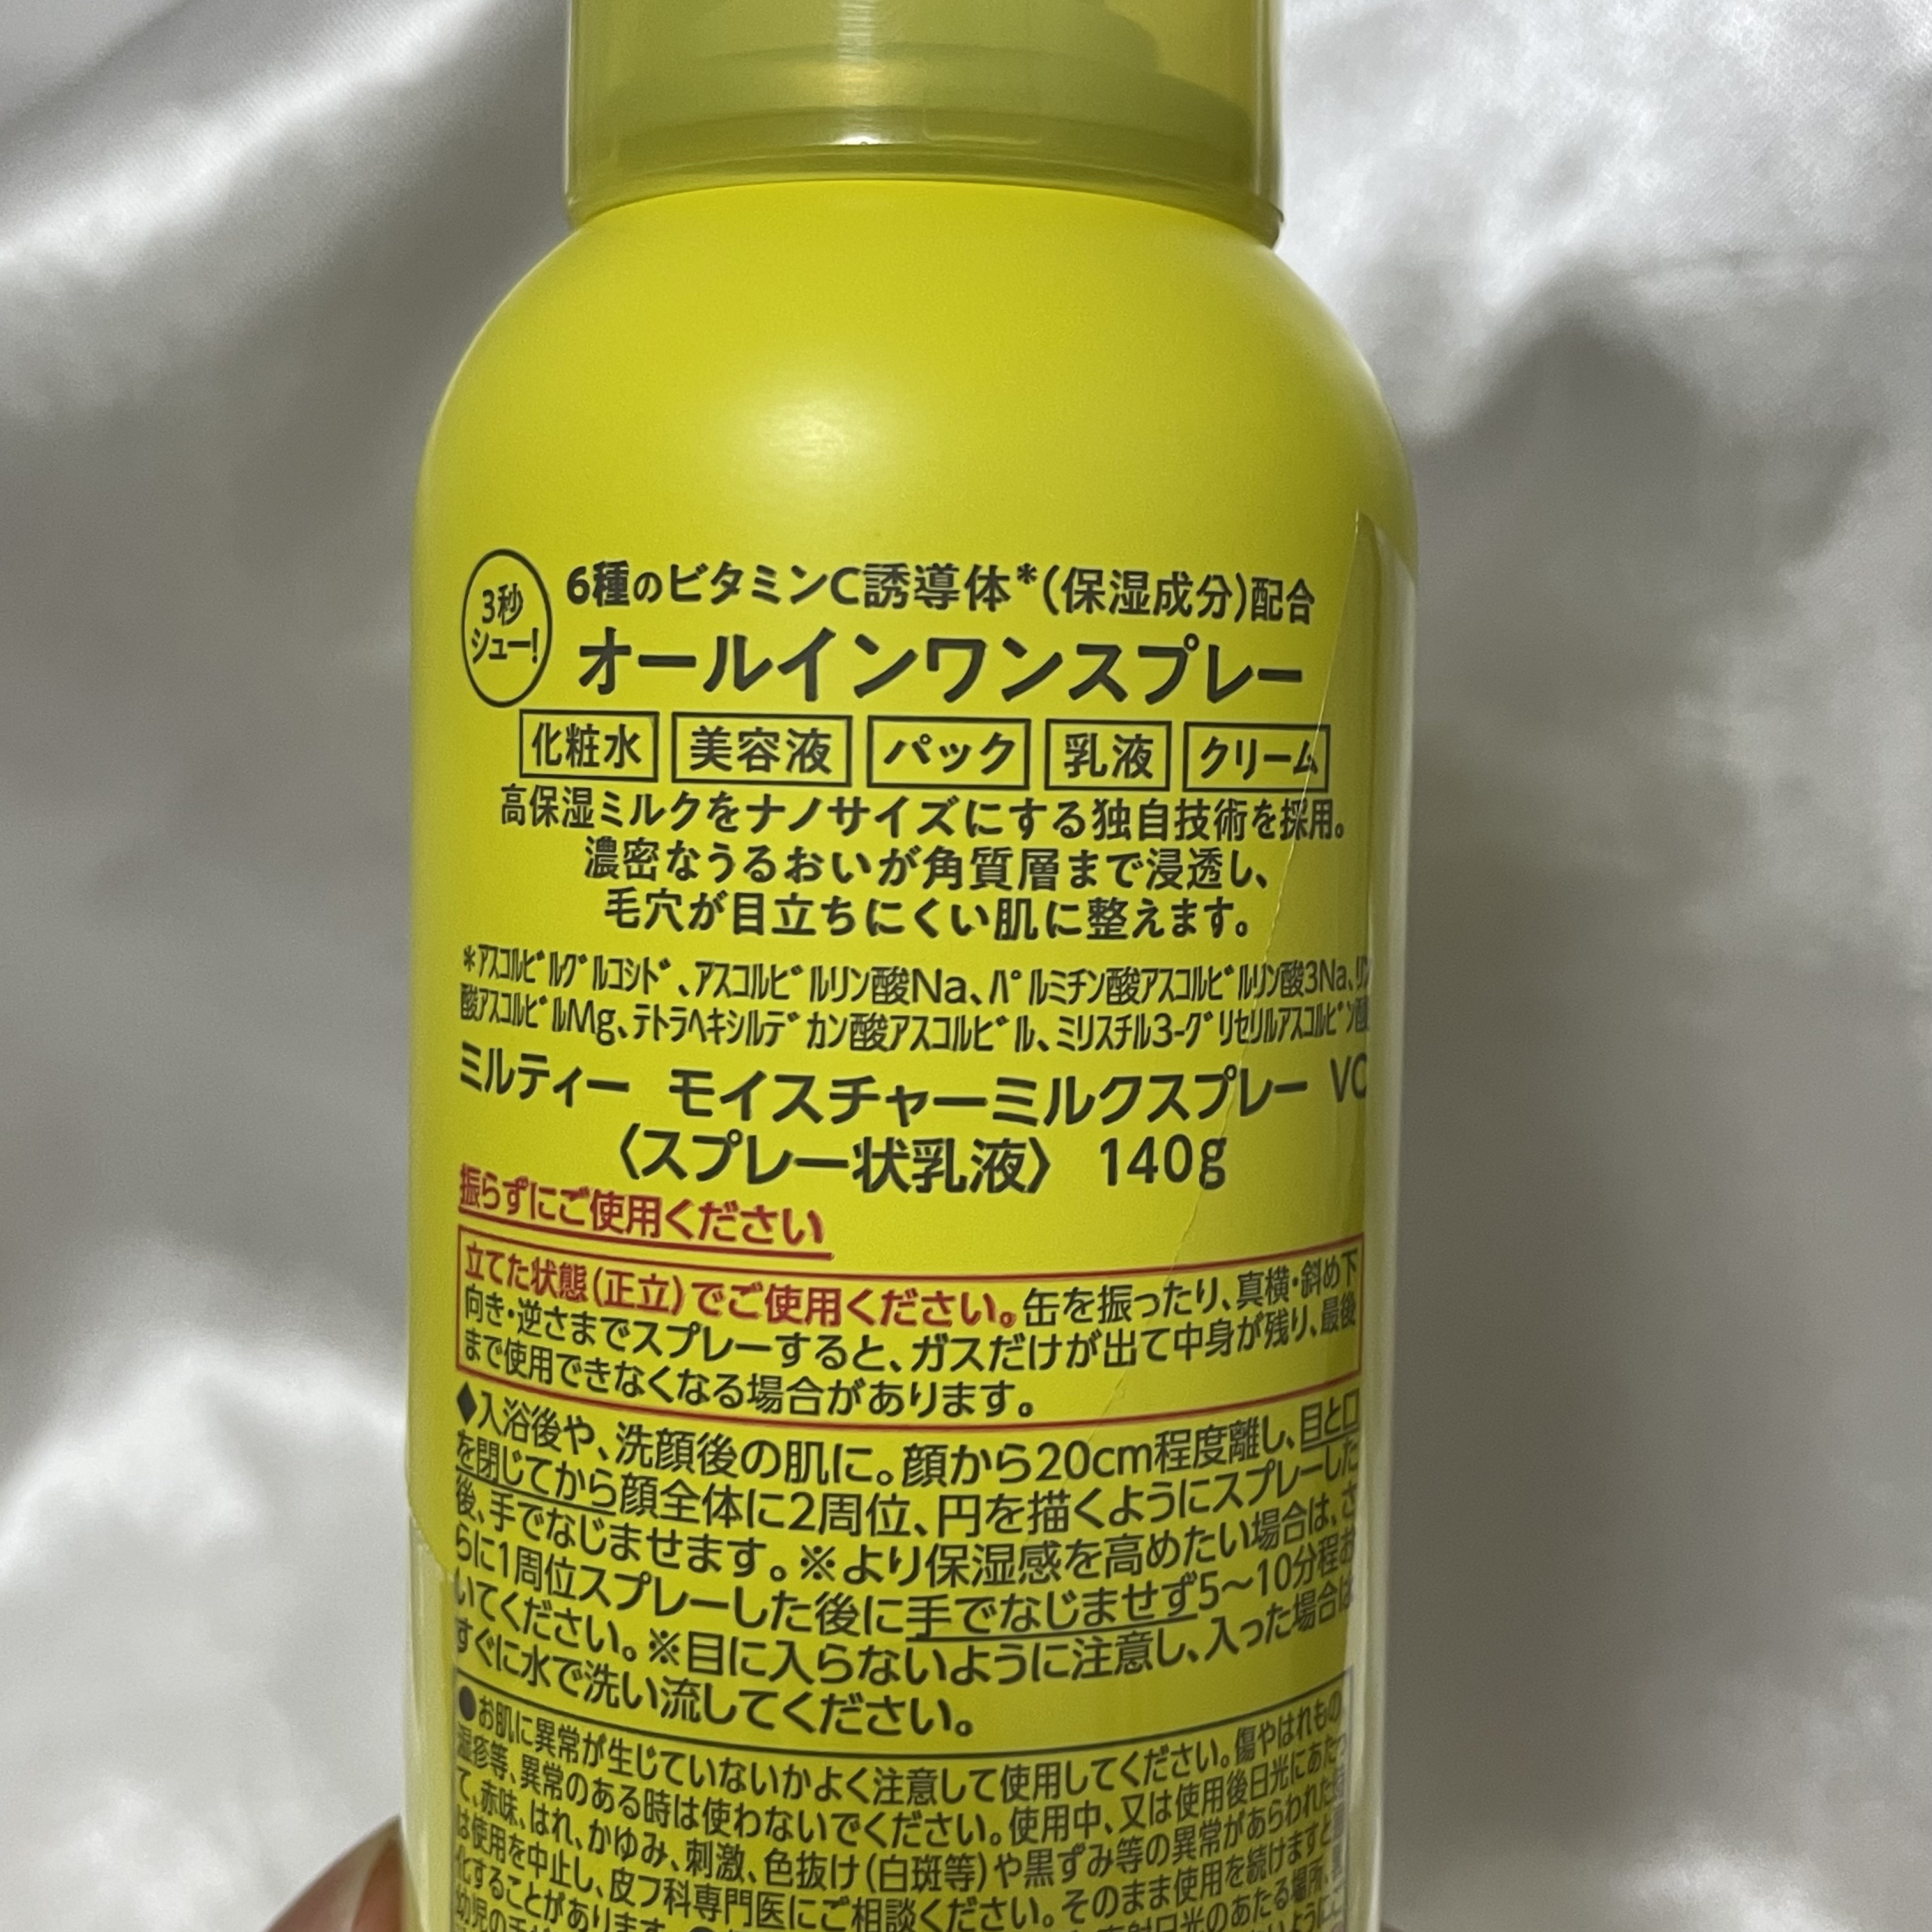 3秒
シュー!
6種のビタミンC誘導体*(保湿成分)配合
オールインワンスプレー
化粧水 美容液 パック 乳液 クリーム
高保湿ミルクをナノサイズにする独自技術を採用。
濃密なうるおいが角質層まで浸透し、
毛穴が目立ちにくい肌に整えます。
*アスコルビルグルコシド、アスコルビルリン酸Na、パルミチン酸アスコルビルリン酸3Na、リン
酸アスコルビルMg、テトラヘキシルデカン酸アスコルビル、ミリスチル3-グリセリルアスコルビン酸
ミルティー モイスチャーミルクスプレー VC
〈スプレー状乳液〉 140g
振らずにご使用ください
立てた状態(正立)でご使用ください。缶を振ったり、真横・斜め下
向き・逆さまでスプレーすると、ガスだけが出て中身が残り、最後
まで使用できなくなる場合があります。
◆入浴後や、洗顔後の肌に。顔から20cm程度離し、目と口
を閉じてから顔全体に2周位、円を描くようにスプレーした
後、手でなじませます。※より保湿感を高めたい場合は、さ
らに1周位スプレーした後に手でなじませず5〜10分程お
いてください。※目に入らないように注意し、入った場合は
すぐに水で洗い流してください。
●お肌に異常が生じていないかよく注意して使用してください。傷やはれもの
湿疹等、異常のある時は使わないでください。使用中、又は使用後日光にあたっ
て、赤味、はれ、かゆみ、刺激、色抜け(白斑等)や黒ずみ等の異常があらわれた
は使用を中止し、皮フ科専門医にご相談ください。そのまま使用を続けますと
化することがあります。 直射日光のあたる場所、
幼児の手